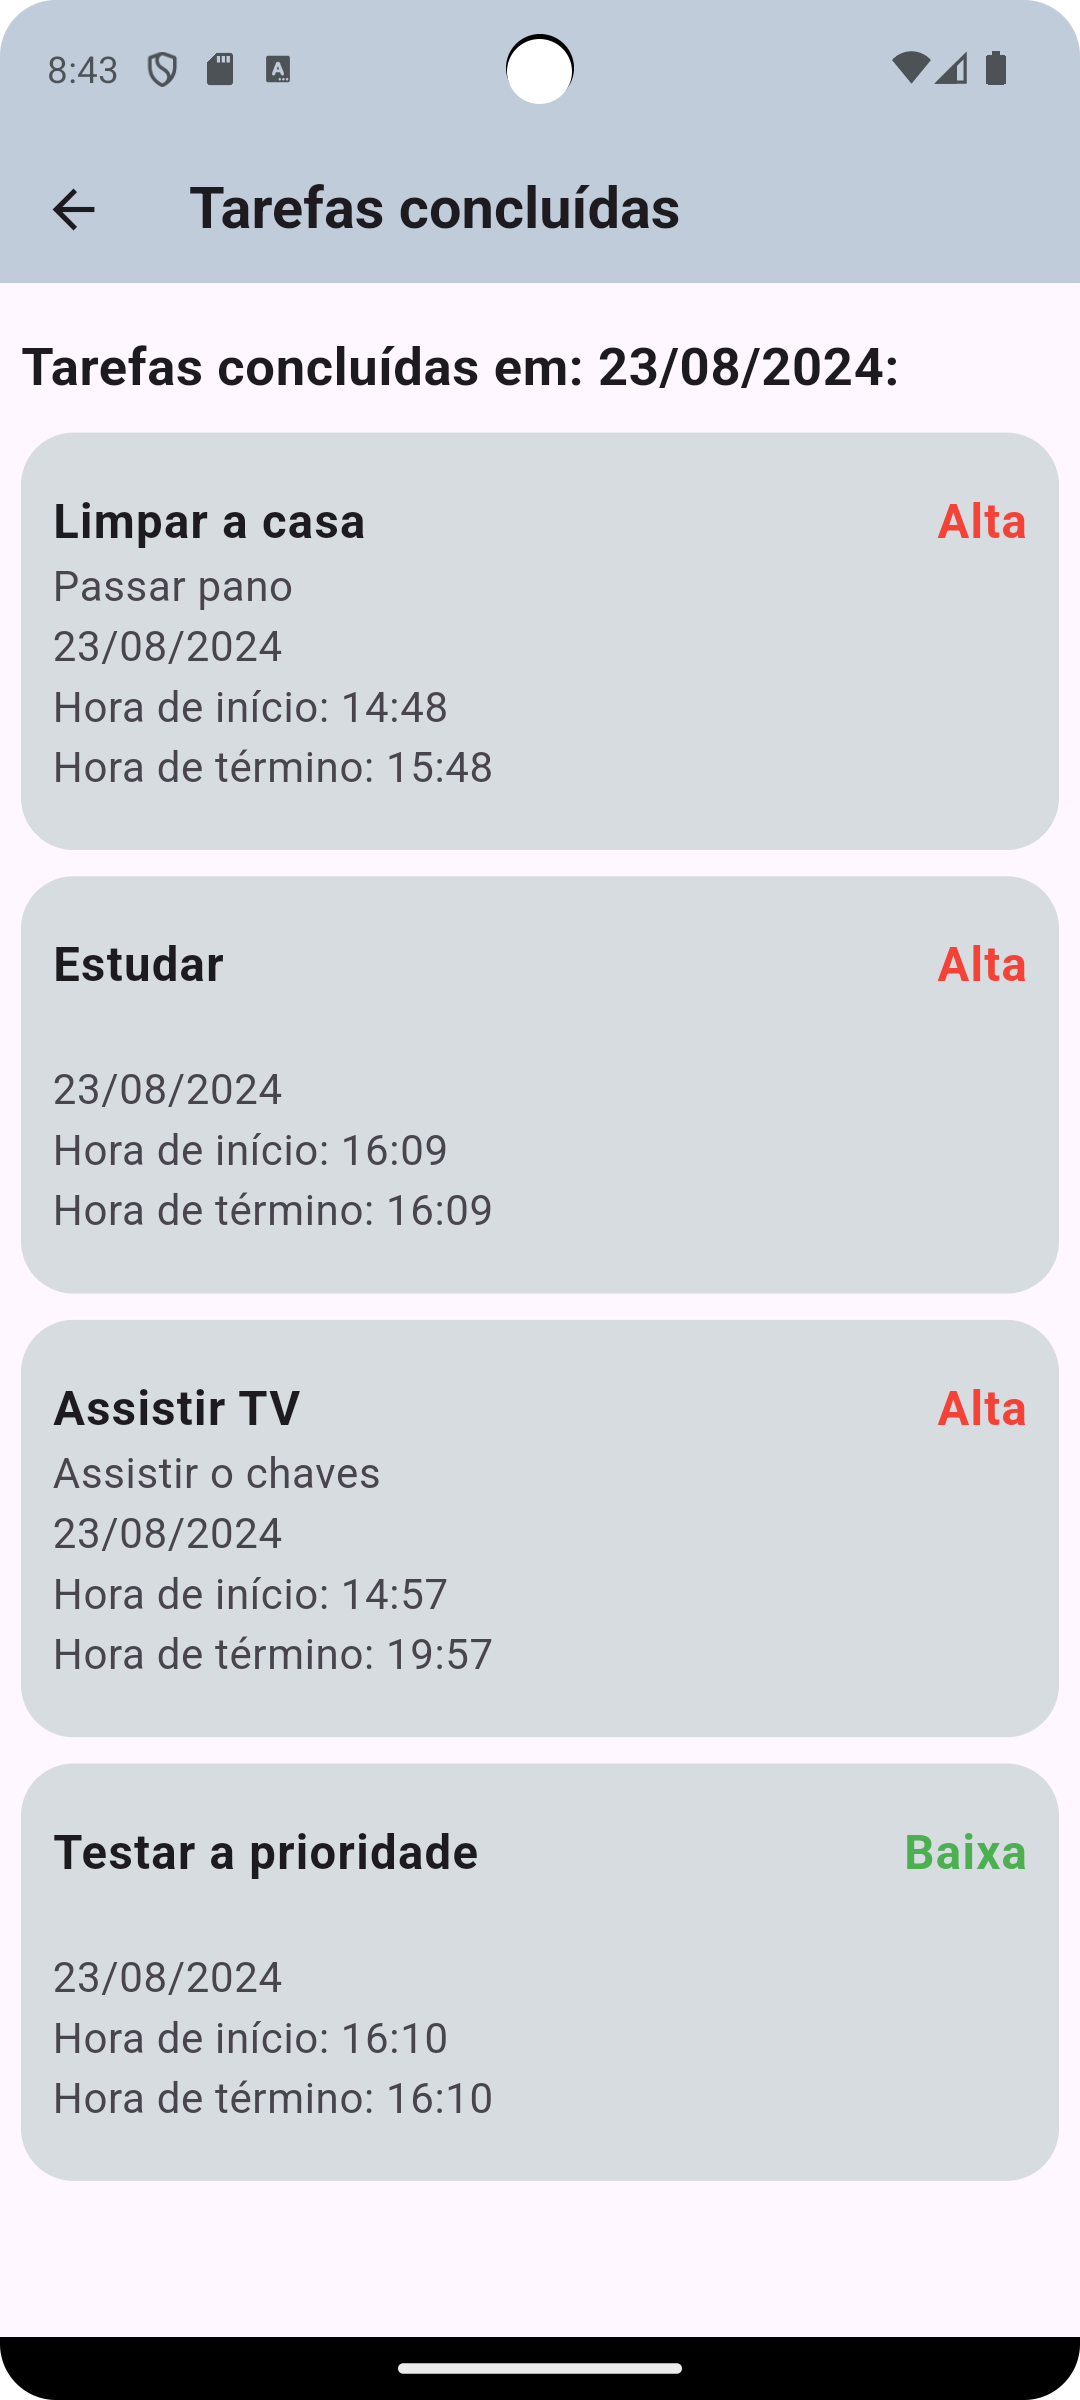 8:43
Tarefas concluídas
Tarefas concluídas em: 23/08/2024:
Limpar a casa Alta
Passar pano
23/08/2024
Hora de início: 14:48
Hora de término: 15:48
Estudar Alta
23/08/2024
Hora de início: 16:09
Hora de término: 16:09
Assistir TV Alta
Assistir o chaves
23/08/2024
Hora de início: 14:57
Hora de término: 19:57
Testar a prioridade Baixa
23/08/2024
Hora de início: 16:10
Hora de término: 16:10